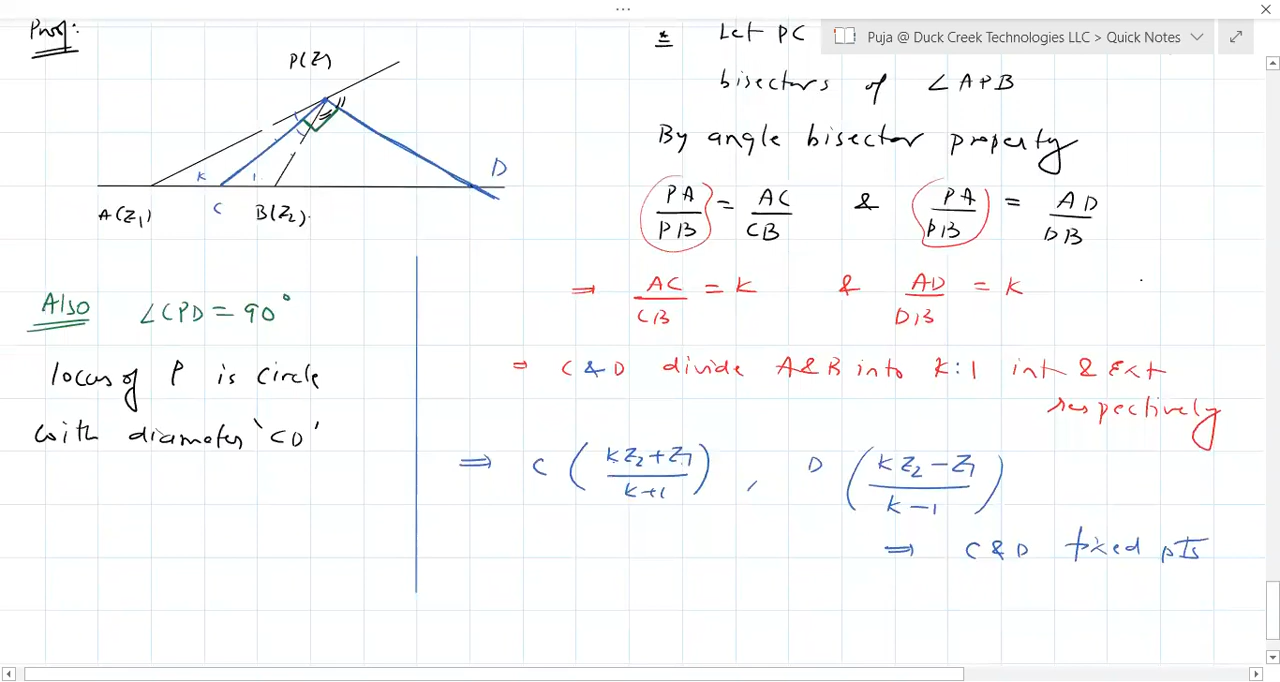 ...
Puja @ Duck Creek Technologies LLC > Quick Notes
Proof:
P(Z)
K
1
D
A(Z1)
C
B(Z2).
Also ∠CPD = 90°
locus of P is circle
with diameter 'CD'
* Let PC
bisectors of ∠APB
By angle bisector property
PA/PB = AC/CB & PA/PB = AD/DB
⇒ AC/CB = K & AD/DB = K
⇒ C & D divide A & B into K:1 int & Ext
respectively
⇒ C ( (KZ2+Z1)/(K+1) ) , D ( (KZ2-Z1)/(K-1) )
⇒ C & D fixed pts